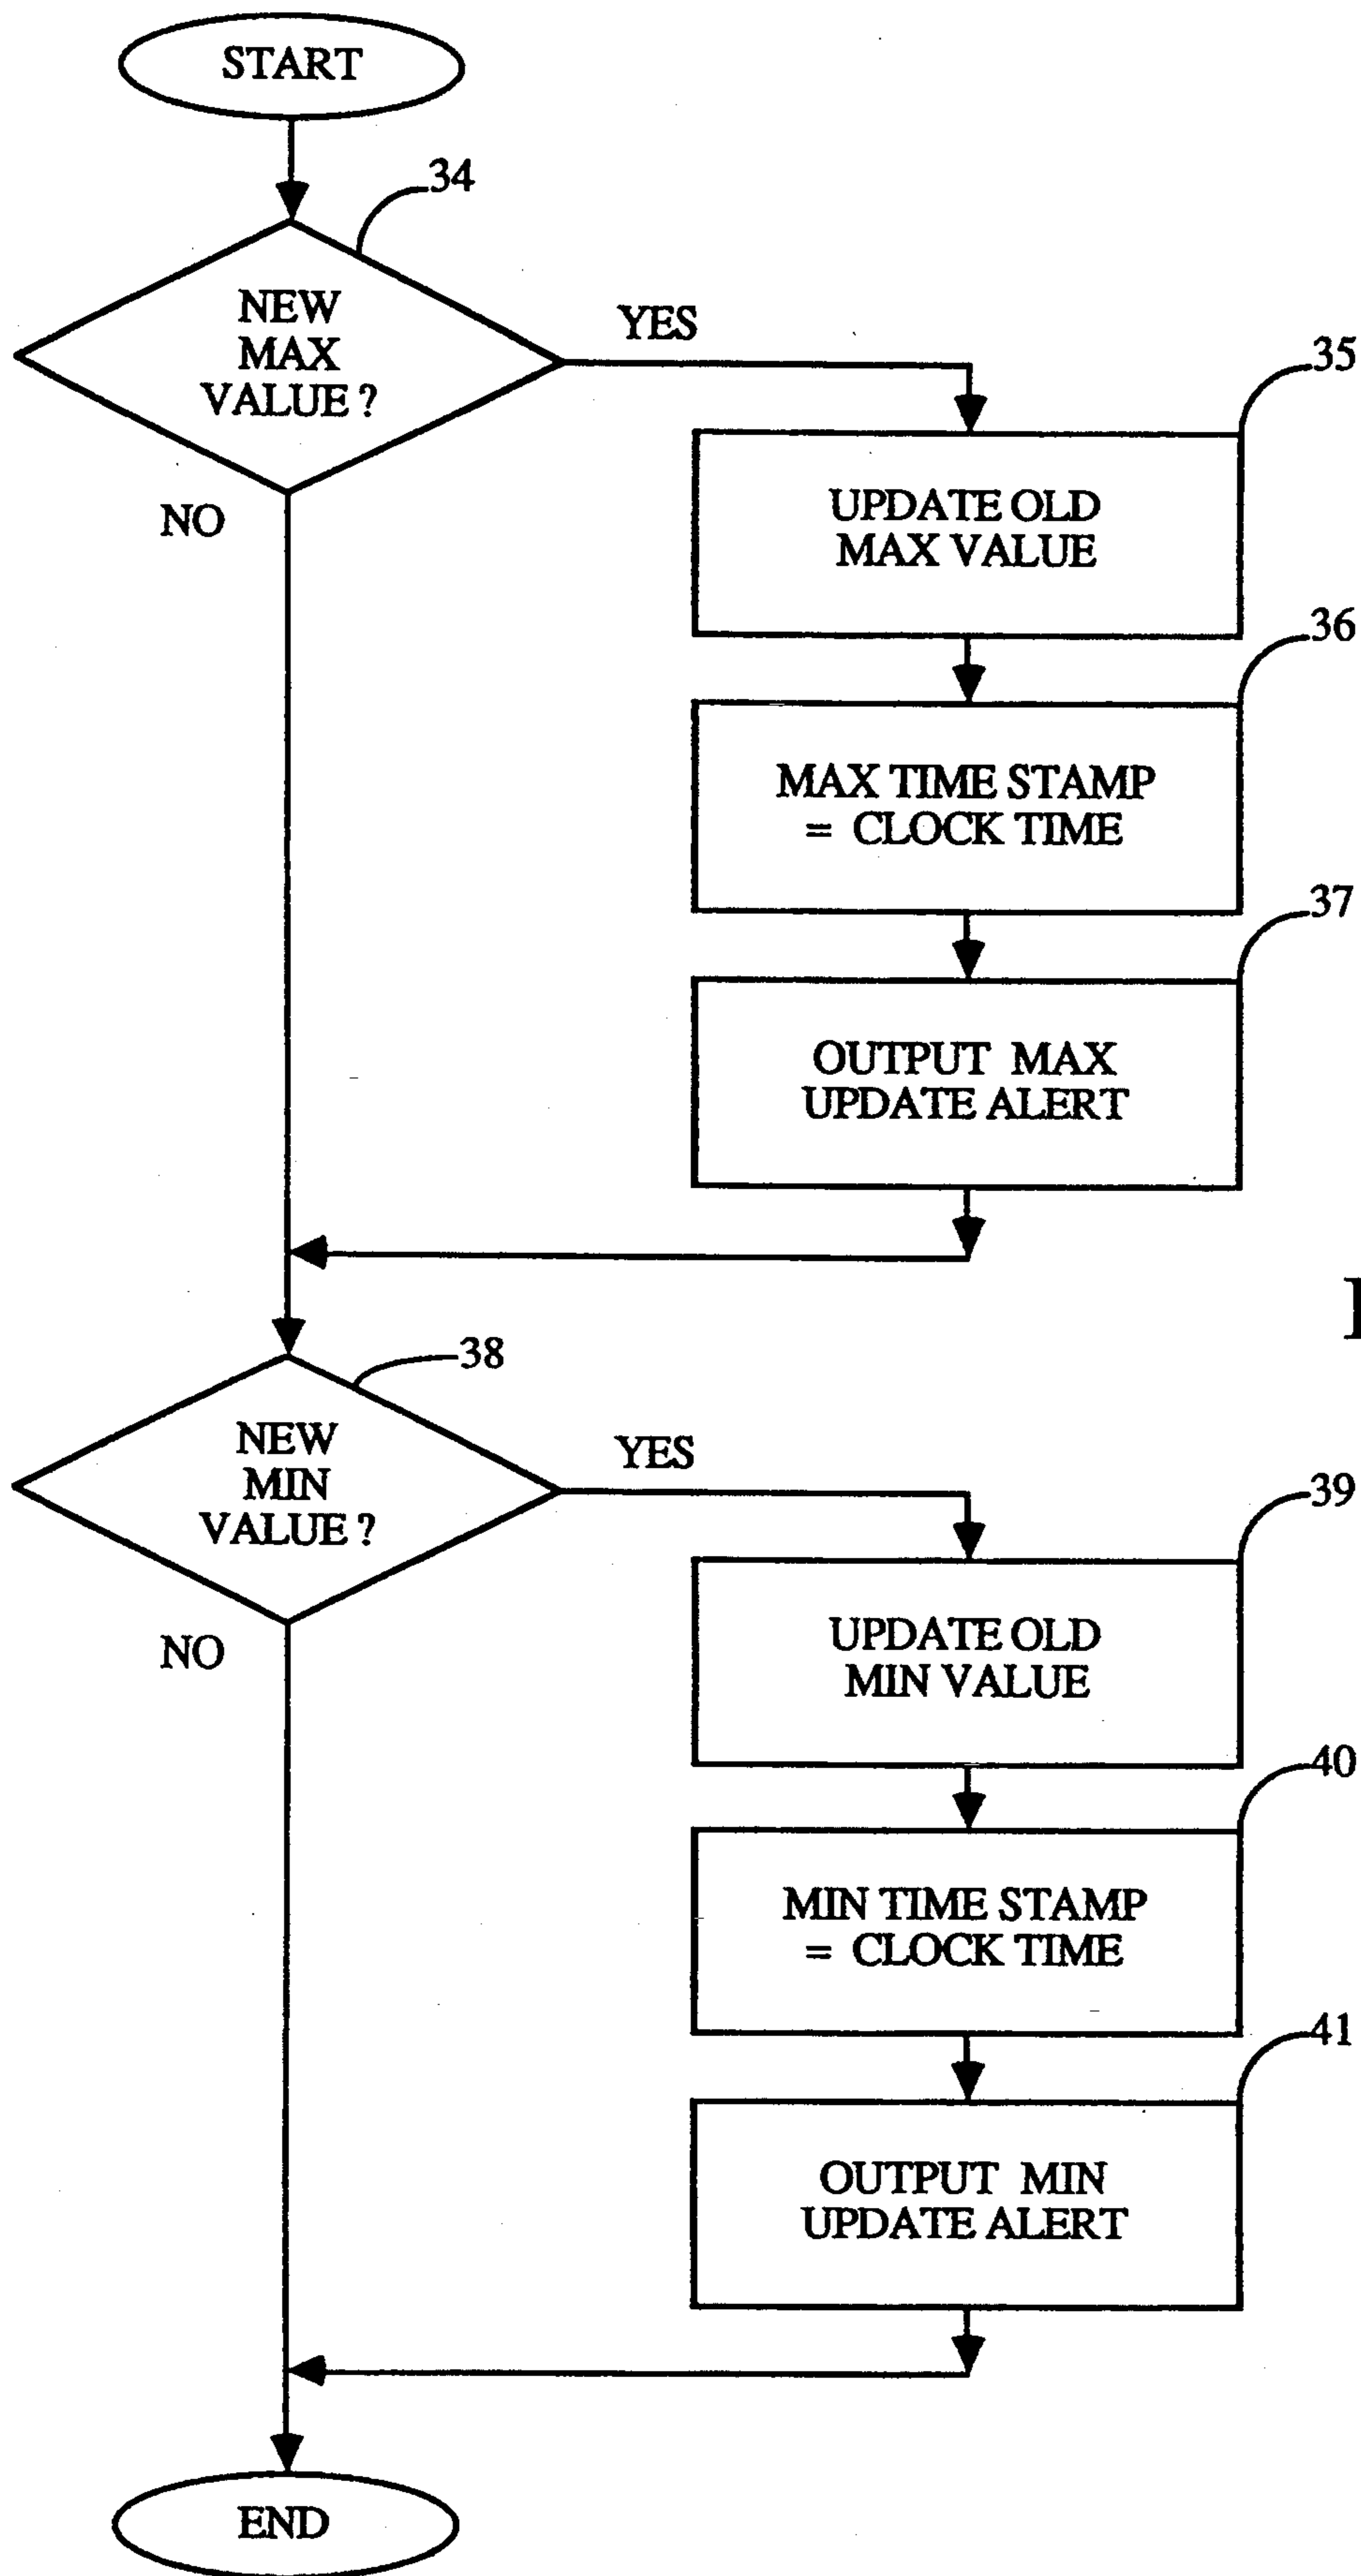 START
34
NEW
MAX
VALUE ?
YES
NO
35
UPDATE OLD
MAX VALUE
36
MAX TIME STAMP
= CLOCK TIME
37
OUTPUT MAX
UPDATE ALERT
38
NEW
MIN
VALUE ?
YES
NO
39
UPDATE OLD
MIN VALUE
40
MIN TIME STAMP
= CLOCK TIME
41
OUTPUT MIN
UPDATE ALERT
END